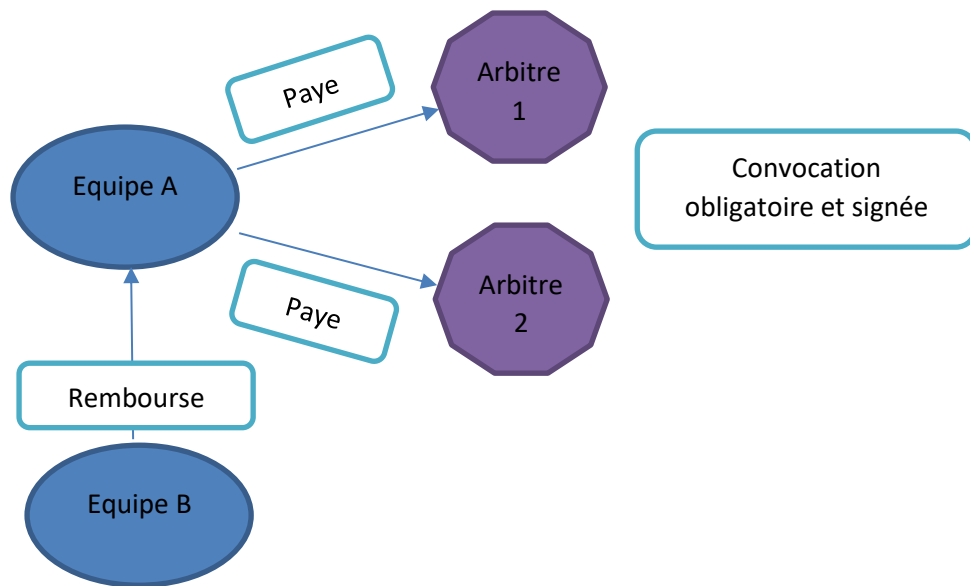 Paye
Arbitre
1
Equipe A
Convocation
obligatoire et signée
Paye
Arbitre
2
Rembourse
Equipe B